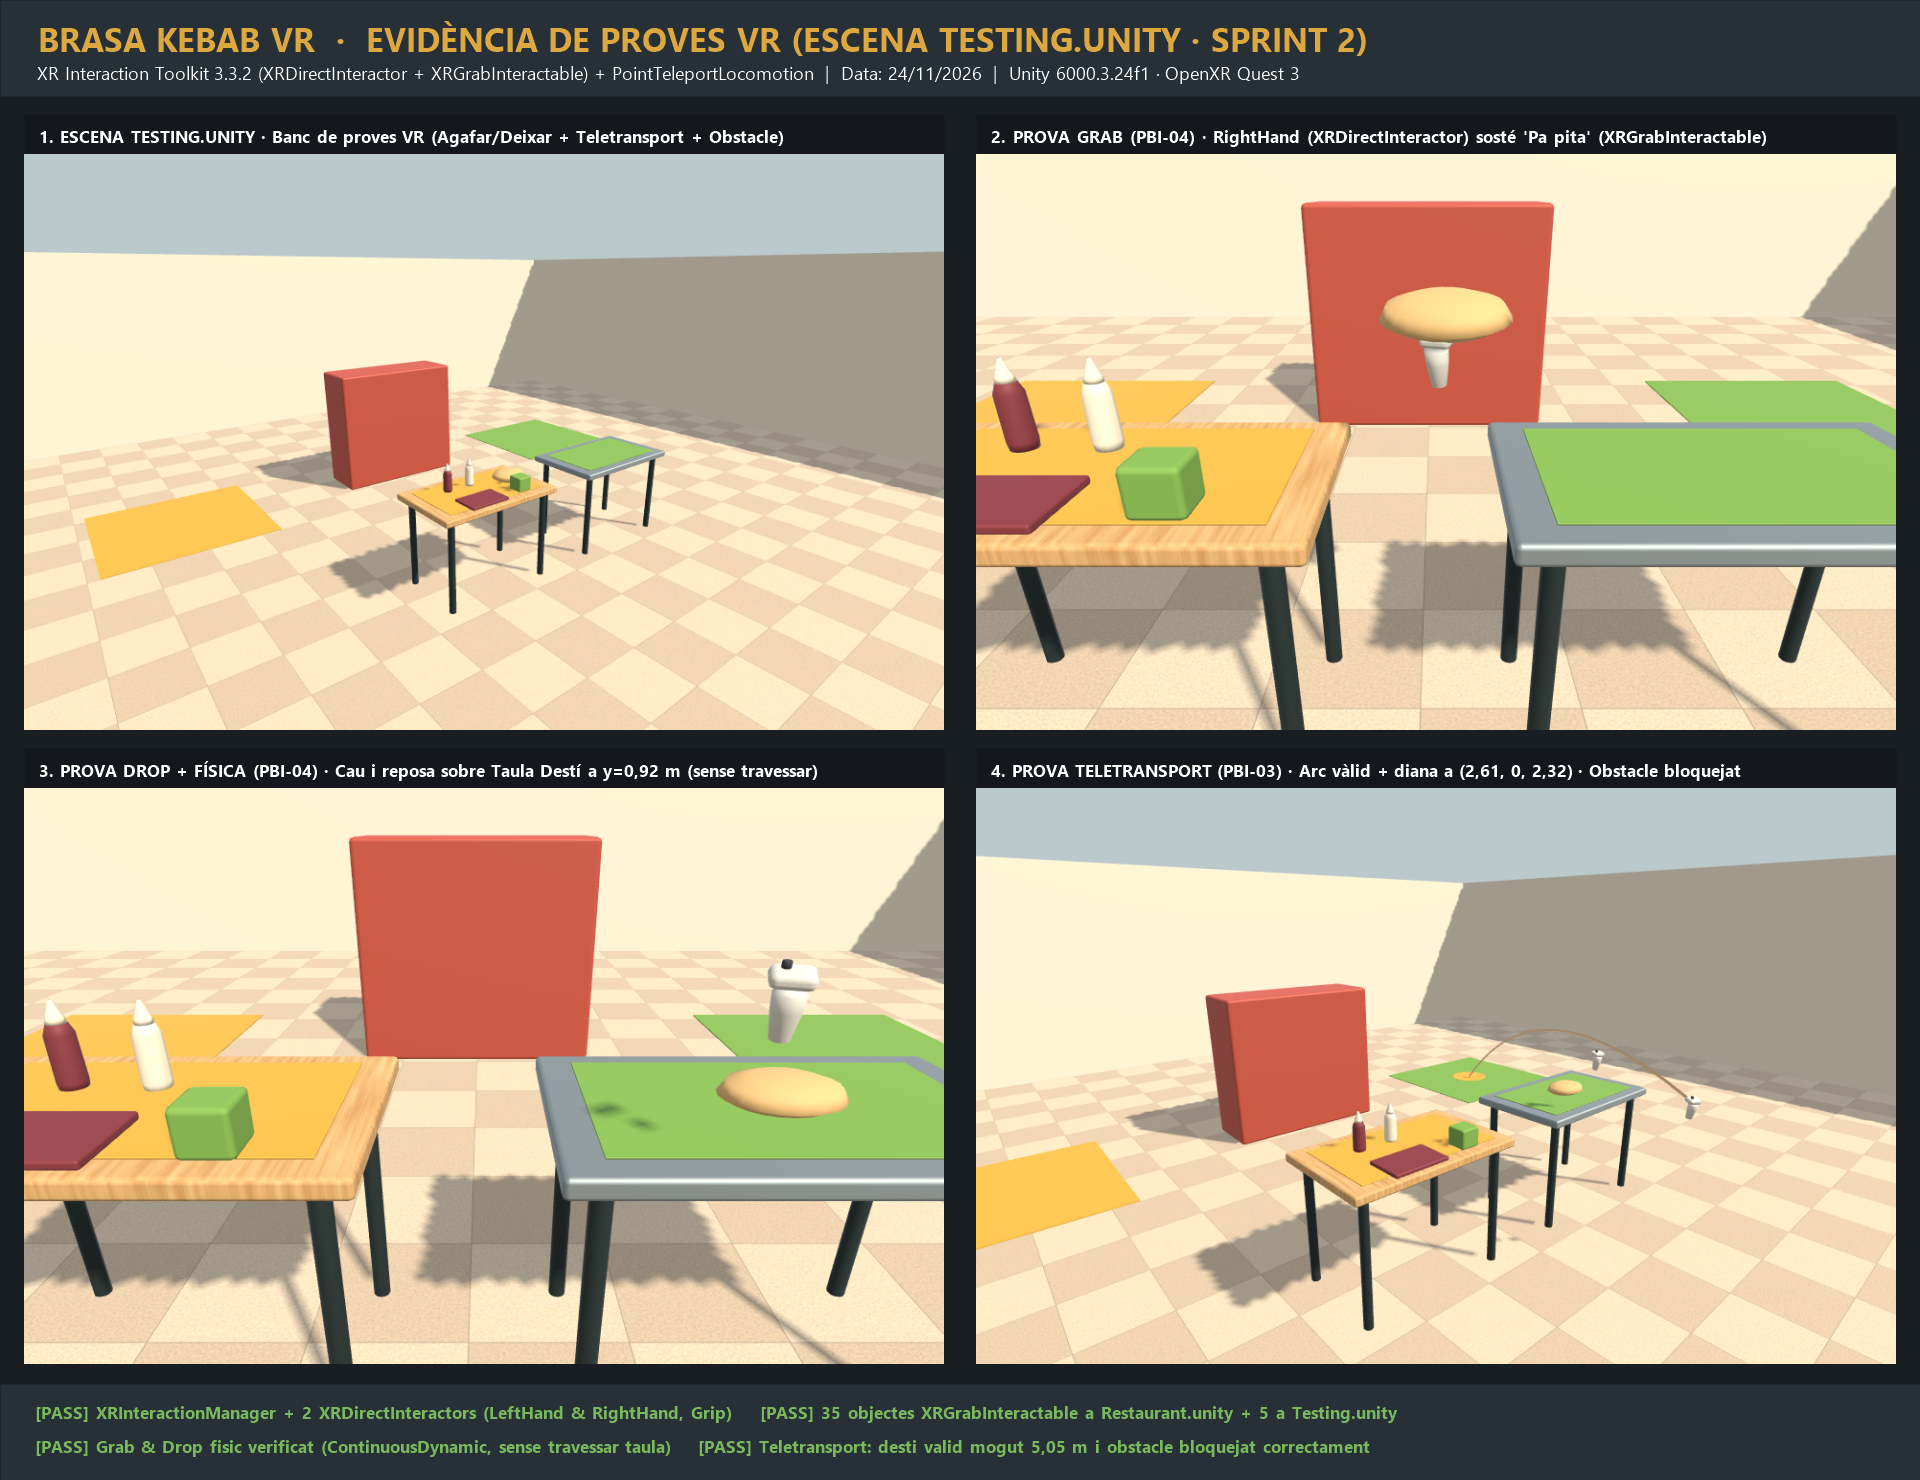 BRASA KEBAB VR · EVIDÈNCIA DE PROVES VR (ESCENA TESTING.UNITY · SPRINT 2)
XR Interaction Toolkit 3.3.2 (XRDirectInteractor + XRGrabInteractable) + PointTeleportLocomotion | Data: 24/11/2026 | Unity 6000.3.24f1 · OpenXR Quest 3
1. ESCENA TESTING.UNITY · Banc de proves VR (Agafar/Deixar + Teletransport + Obstacle)
2. PROVA GRAB (PBI-04) · RightHand (XRDirectInteractor) sosté 'Pa pita' (XRGrabInteractable)
3. PROVA DROP + FÍSICA (PBI-04) · Cau i reposa sobre Taula Destí a y=0,92 m (sense travessar)
4. PROVA TELETRANSPORT (PBI-03) · Arc vàlid + diana a (2,61, 0, 2,32) · Obstacle bloquejat
[PASS] XRInteractionManager + 2 XRDirectInteractors (LeftHand & RightHand, Grip) [PASS] 35 objectes XRGrabInteractable a Restaurant.unity + 5 a Testing.unity
[PASS] Grab & Drop fisic verificat (ContinuousDynamic, sense travessar taula) [PASS] Teletransport: desti valid mogut 5,05 m i obstacle bloquejat correctament